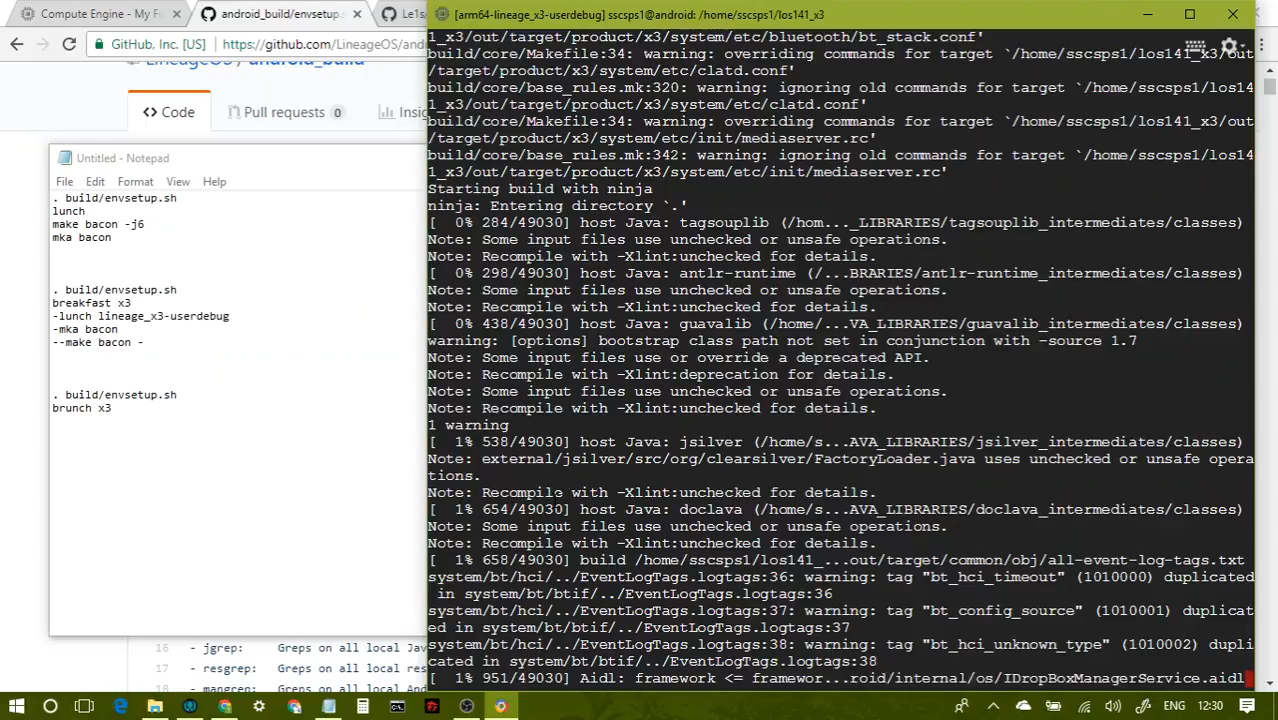 Compute Engine - My Fi
android_build/envsetup.s
Le1s/
[arm64-lineage_x3-userdebug] sscsps1@android: /home/sscsps1/los141_x3
GitHub, Inc. [US]
https://github.com/LineageOS/and
LineageOS / android_build
Code
Pull requests 0
Insig
Untitled - Notepad
File Edit Format View Help
. build/envsetup.sh
lunch
make bacon -j6
mka bacon
. build/envsetup.sh
breakfast x3
-lunch lineage_x3-userdebug
-mka bacon
--make bacon -
. build/envsetup.sh
brunch x3
16 - jgrep: Greps on all local Jav
17 - resgrep: Greps on all local res
18 - mangrep: Greps on all local And
1_x3/out/target/product/x3/system/etc/bluetooth/bt_stack.conf'
build/core/Makefile:34: warning: overriding commands for target `/home/sscsps1/los141_x3/out
/target/product/x3/system/etc/clatd.conf'
build/core/base_rules.mk:320: warning: ignoring old commands for target `/home/sscsps1/los14
1_x3/out/target/product/x3/system/etc/clatd.conf'
build/core/Makefile:34: warning: overriding commands for target `/home/sscsps1/los141_x3/out
/target/product/x3/system/etc/init/mediaserver.rc'
build/core/base_rules.mk:342: warning: ignoring old commands for target `/home/sscsps1/los14
1_x3/out/target/product/x3/system/etc/init/mediaserver.rc'
Starting build with ninja
ninja: Entering directory `.'
[  0% 284/49030] host Java: tagsouplib (/hom..._LIBRARIES/tagsouplib_intermediates/classes)
Note: Some input files use unchecked or unsafe operations.
Note: Recompile with -Xlint:unchecked for details.
[  0% 298/49030] host Java: antlr-runtime (/...BRARIES/antlr-runtime_intermediates/classes)
Note: Some input files use unchecked or unsafe operations.
Note: Recompile with -Xlint:unchecked for details.
[  0% 438/49030] host Java: guavalib (/home/...VA_LIBRARIES/guavalib_intermediates/classes)
warning: [options] bootstrap class path not set in conjunction with -source 1.7
Note: Some input files use or override a deprecated API.
Note: Recompile with -Xlint:deprecation for details.
Note: Some input files use unchecked or unsafe operations.
Note: Recompile with -Xlint:unchecked for details.
1 warning
[  1% 538/49030] host Java: jsilver (/home/s...AVA_LIBRARIES/jsilver_intermediates/classes)
Note: external/jsilver/src/org/clearsilver/FactoryLoader.java uses unchecked or unsafe opera
tions.
Note: Recompile with -Xlint:unchecked for details.
[  1% 654/49030] host Java: doclava (/home/s...AVA_LIBRARIES/doclava_intermediates/classes)
Note: Some input files use unchecked or unsafe operations.
Note: Recompile with -Xlint:unchecked for details.
[  1% 658/49030] build /home/sscsps1/los141_...out/target/common/obj/all-event-log-tags.txt
system/bt/hci/../EventLogTags.logtags:36: warning: tag "bt_hci_timeout" (1010000) duplicated
 in system/bt/btif/../EventLogTags.logtags:36
system/bt/hci/../EventLogTags.logtags:37: warning: tag "bt_config_source" (1010001) duplicat
ed in system/bt/btif/../EventLogTags.logtags:37
system/bt/hci/../EventLogTags.logtags:38: warning: tag "bt_hci_unknown_type" (1010002) dupli
cated in system/bt/btif/../EventLogTags.logtags:38
[  1% 951/49030] Aidl: framework <= framewor...roid/internal/os/IDropBoxManagerService.aidl
ENG 12:30